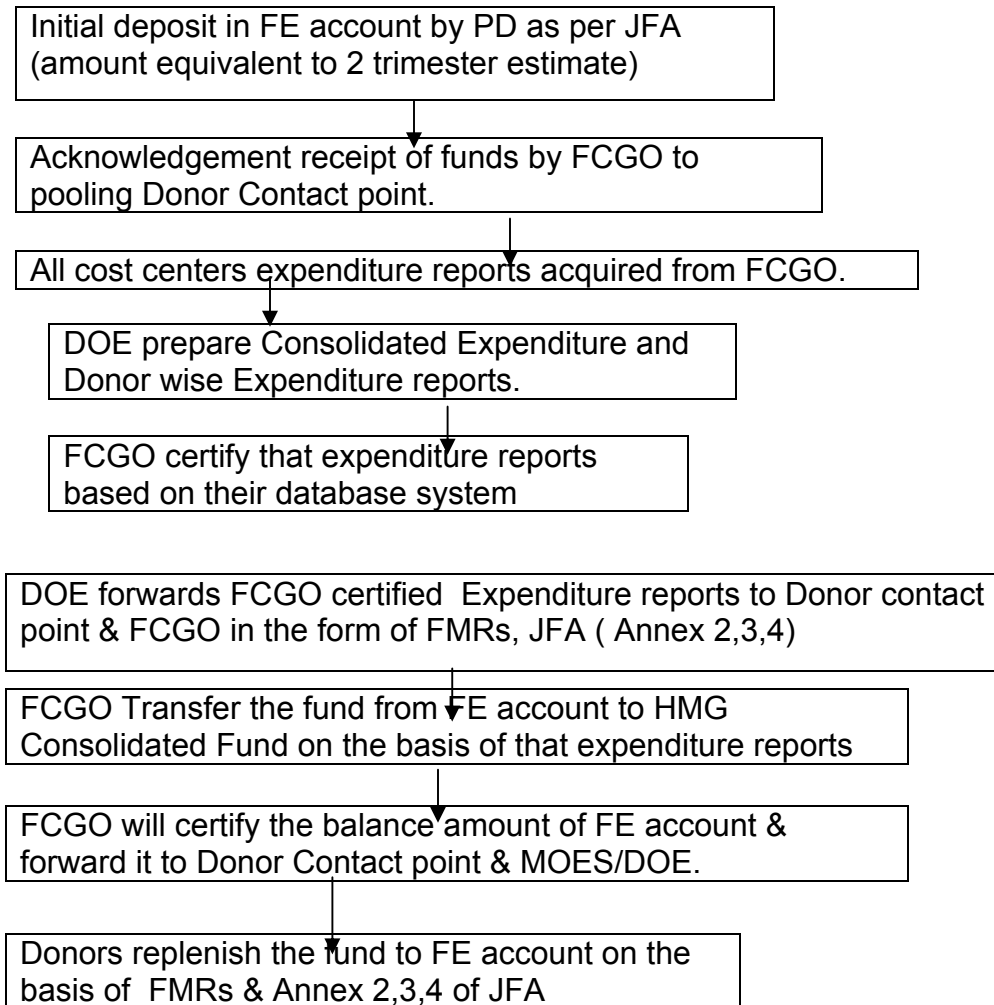 Initial deposit in FE account by PD as per JFA
(amount equivalent to 2 trimester estimate)
Acknowledgement receipt of funds by FCGO to
pooling Donor Contact point.
All cost centers expenditure reports acquired from FCGO.
DOE prepare Consolidated Expenditure and
Donor wise Expenditure reports.
FCGO certify that expenditure reports
based on their database system
DOE forwards FCGO certified Expenditure reports to Donor contact
point & FCGO in the form of FMRs, JFA ( Annex 2,3,4)
FCGO Transfer the fund from FE account to HMG
Consolidated Fund on the basis of that expenditure reports
FCGO will certify the balance amount of FE account &
forward it to Donor Contact point & MOES/DOE.
Donors replenish the fund to FE account on the
basis of FMRs & Annex 2,3,4 of JFA